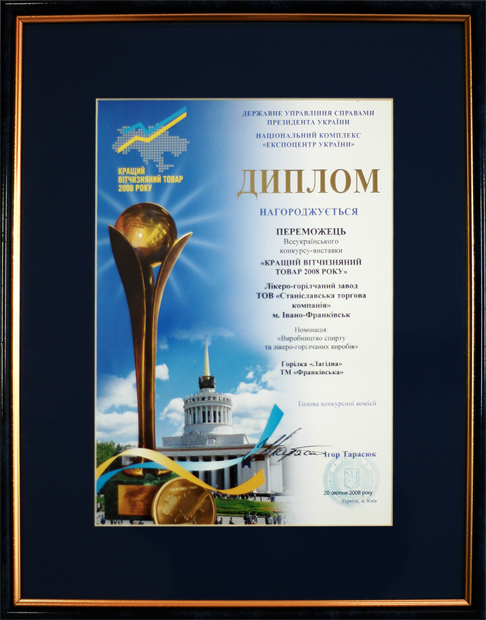 КРАЩИЙ
ВІТЧИЗНЯНИЙ ТОВАР
2008 РОКУ
ДЕРЖАВНЕ УПРАВЛІННЯ СПРАВАМИ
ПРЕЗИДЕНТА УКРАЇНИ
НАЦІОНАЛЬНИЙ КОМПЛЕКС
«ЕКСПОЦЕНТР УКРАЇНИ»
ДИПЛОМ
НАГОРОДЖУЄТЬСЯ
ПЕРЕМОЖЕЦЬ
Всеукраїнського
конкурсу-виставки
«КРАЩИЙ ВІТЧИЗНЯНИЙ
ТОВАР 2008 РОКУ»
Лікеро-горілчаний завод
ТОВ «Станіславська торгова
компанія»
м. Івано-Франківськ
Номінація:
«Виробництво спирту
та лікеро-горілчаних виробів»
Горілка «Лагідна»
ТМ «Франківська»
Голова конкурсної комісії
Ігор Тарасюк
20 серпня 2008 року
Україна, м. Київ